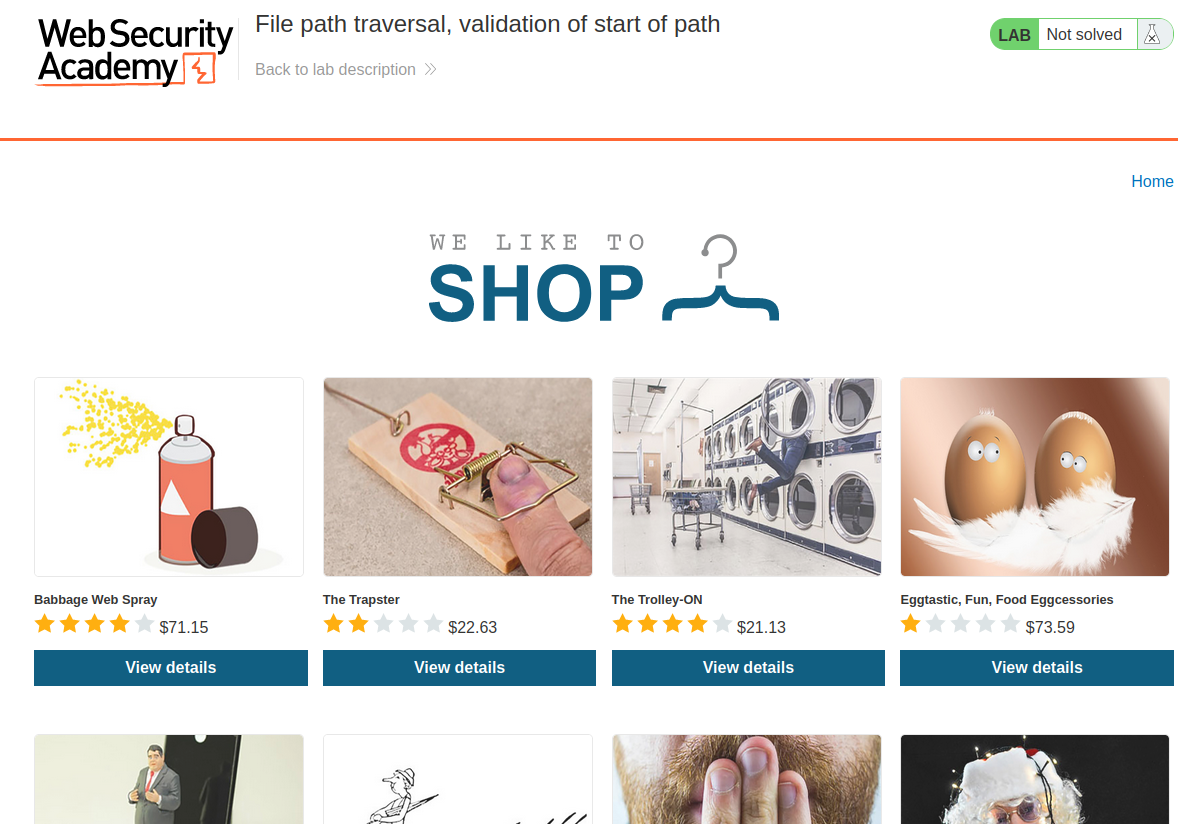 Web Security
Academy
File path traversal, validation of start of path
Back to lab description
LAB
Not solved
Home
WE LIKE TO
SHOP
Babbage Web Spray
$71.15
View details
The Trapster
$22.63
View details
The Trolley-ON
$21.13
View details
Eggtastic, Fun, Food Eggcessories
$73.59
View details